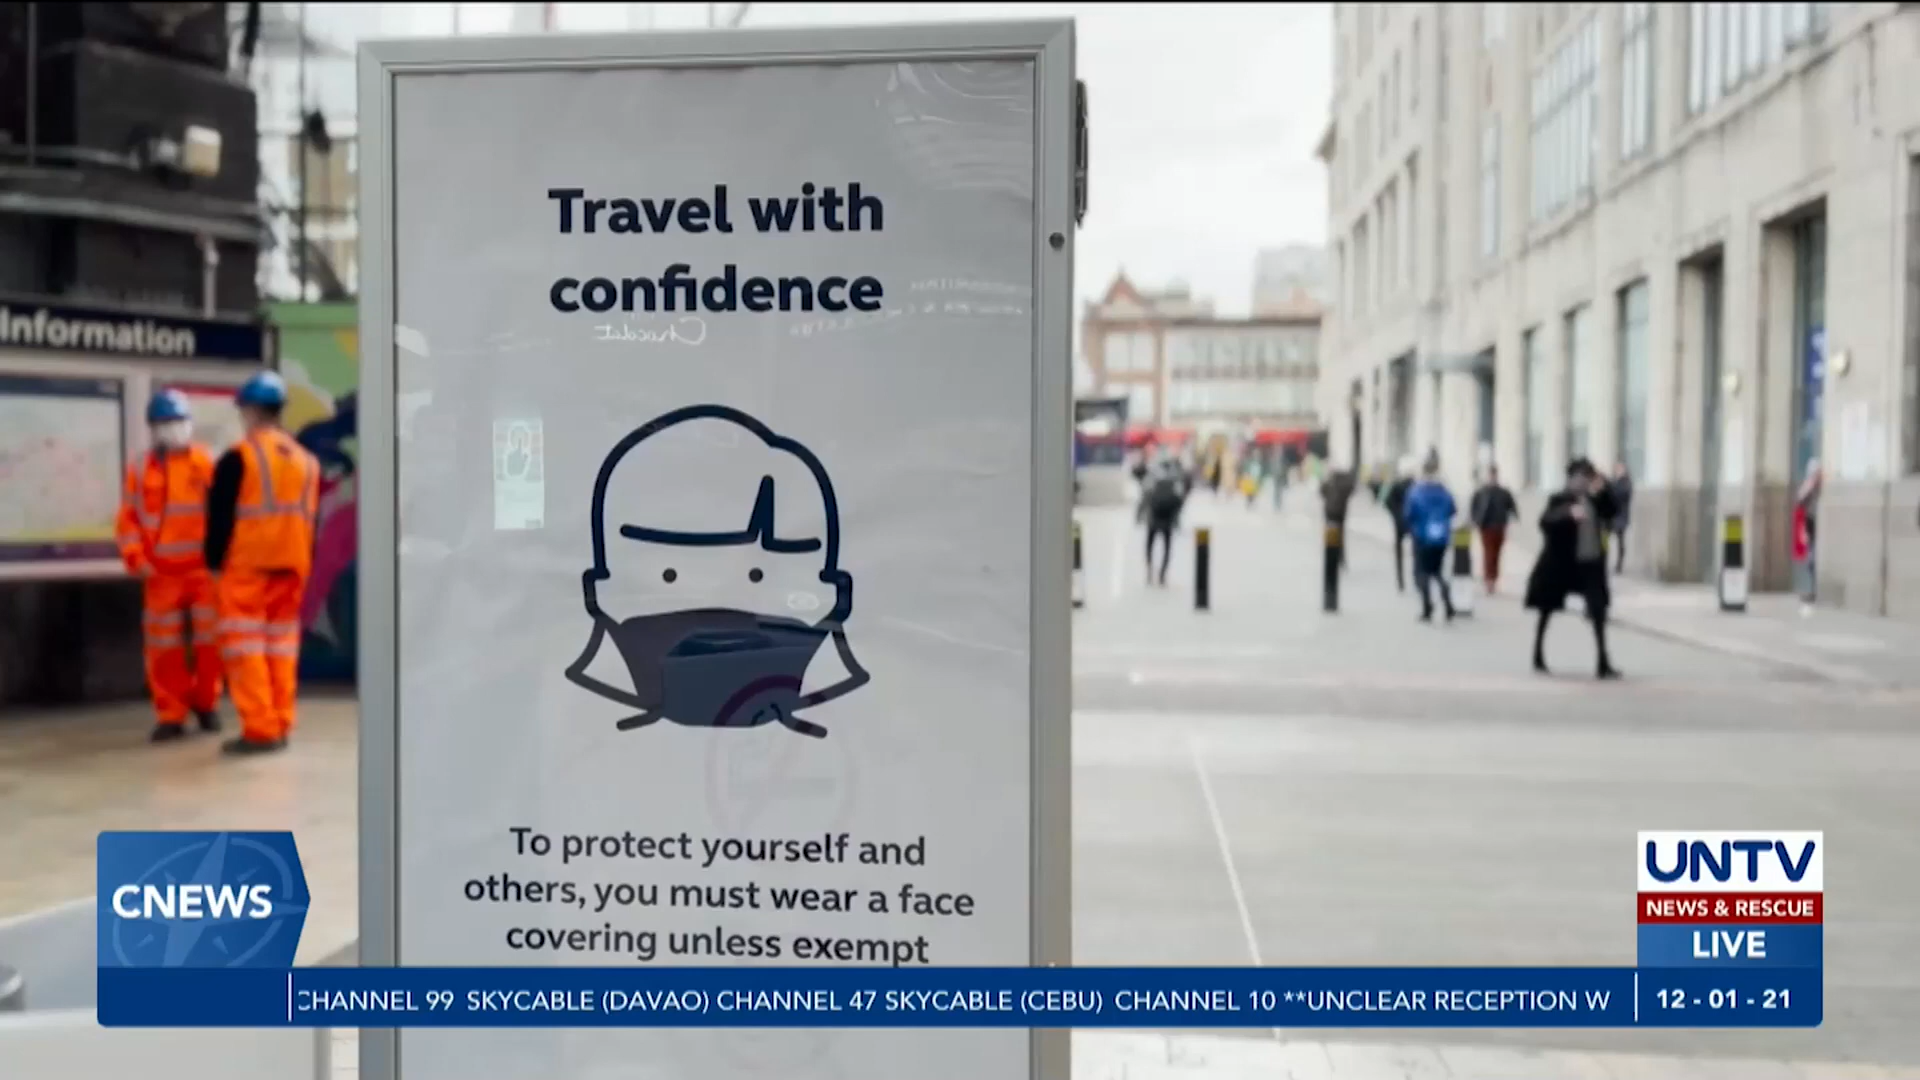 Information
Travel with
confidence
Chocolat
To protect yourself and
others, you must wear a face
covering unless exempt
CNEWS
UNTV
NEWS & RESCUE
LIVE
CHANNEL 99 SKYCABLE (DAVAO) CHANNEL 47 SKYCABLE (CEBU) CHANNEL 10 **UNCLEAR RECEPTION W
12 - 01 - 21